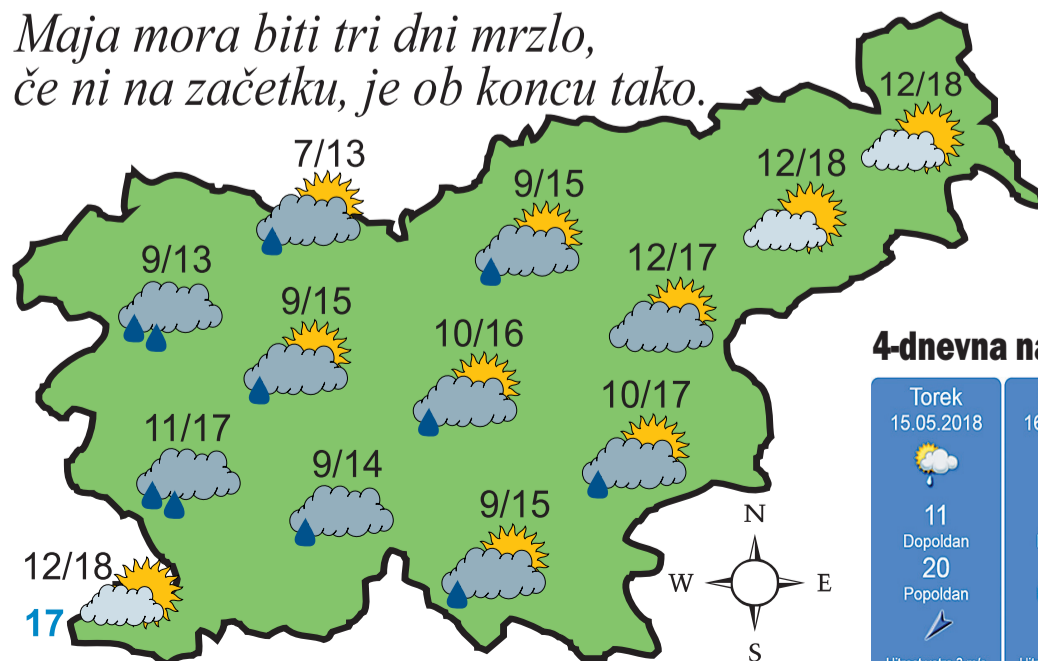 Maja mora biti tri dni mrzlo,
če ni na začetku, je ob koncu tako.
12/18
7/13
12/18
9/15
9/13
12/17
9/15
10/16
10/17
11/17
9/14
9/15
12/18
17
N
W E
S
4-dnevna
Torek
15.05.2018
11
Dopoldan
20
Popoldan